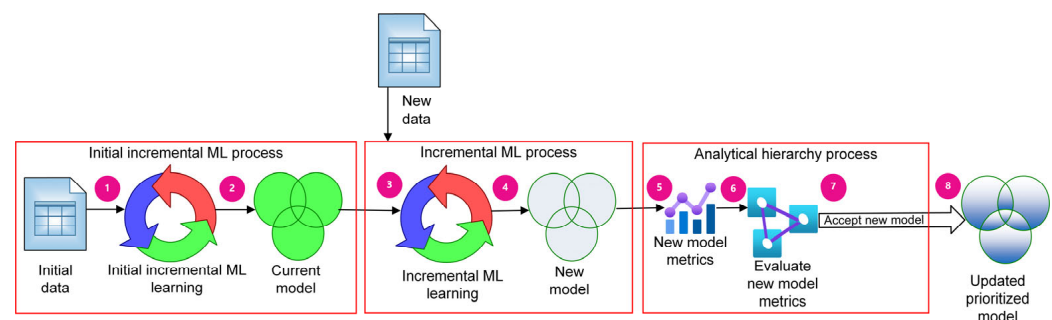 New
data
Initial incremental ML process
Incremental ML process
Analytical hierarchy process
1
2
3
4
5
6
7
8
Accept new model
Initial
data
Initial incremental ML
learning
Current
model
Incremental ML
learning
New
model
New model
metrics
Evaluate
new model
metrics
Updated
prioritized
model